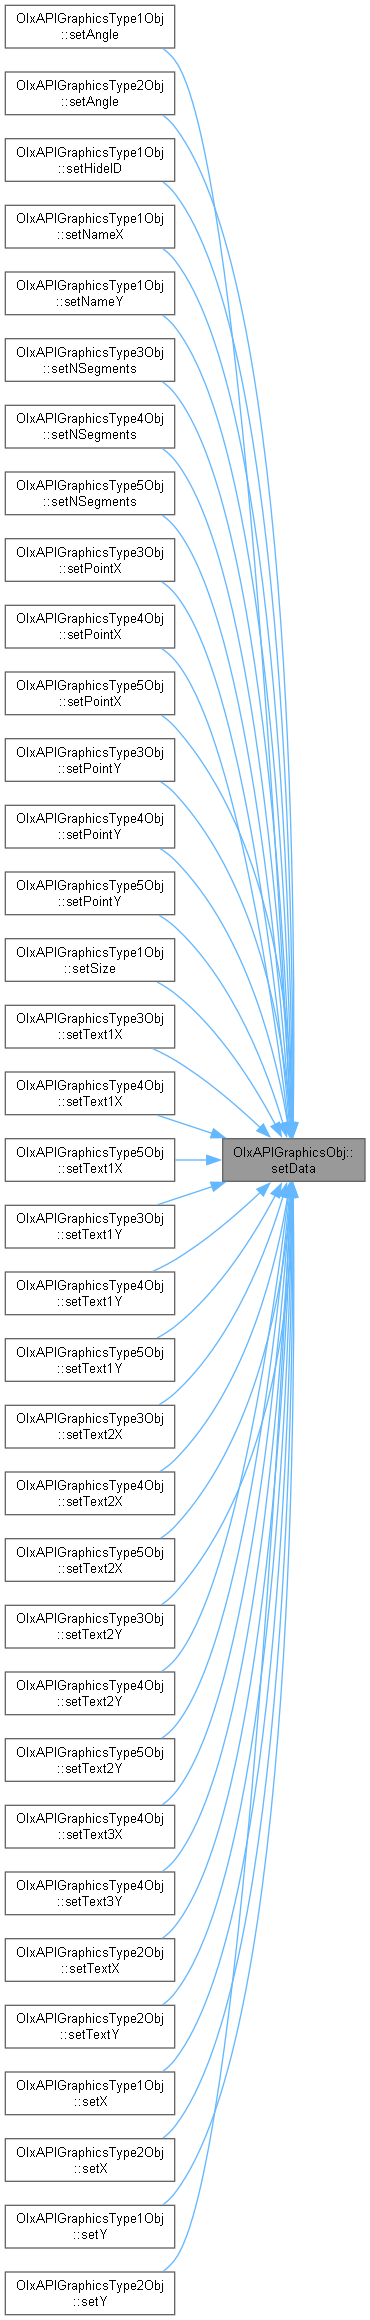 OlxAPIGraphicsType1Obj
::setAngle
OlxAPIGraphicsType2Obj
::setAngle
OlxAPIGraphicsType1Obj
::setHideID
OlxAPIGraphicsType1Obj
::setNameX
OlxAPIGraphicsType1Obj
::setNameY
OlxAPIGraphicsType3Obj
::setNSegments
OlxAPIGraphicsType4Obj
::setNSegments
OlxAPIGraphicsType5Obj
::setNSegments
OlxAPIGraphicsType3Obj
::setPointX
OlxAPIGraphicsType4Obj
::setPointX
OlxAPIGraphicsType5Obj
::setPointX
OlxAPIGraphicsType3Obj
::setPointY
OlxAPIGraphicsType4Obj
::setPointY
OlxAPIGraphicsType5Obj
::setPointY
OlxAPIGraphicsType1Obj
::setSize
OlxAPIGraphicsType3Obj
::setText1X
OlxAPIGraphicsType4Obj
::setText1X
OlxAPIGraphicsObj::
setData
OlxAPIGraphicsType5Obj
::setText1X
OlxAPIGraphicsType3Obj
::setText1Y
OlxAPIGraphicsType4Obj
::setText1Y
OlxAPIGraphicsType5Obj
::setText1Y
OlxAPIGraphicsType3Obj
::setText2X
OlxAPIGraphicsType4Obj
::setText2X
OlxAPIGraphicsType5Obj
::setText2X
OlxAPIGraphicsType3Obj
::setText2Y
OlxAPIGraphicsType4Obj
::setText2Y
OlxAPIGraphicsType5Obj
::setText2Y
OlxAPIGraphicsType4Obj
::setText3X
OlxAPIGraphicsType4Obj
::setText3Y
OlxAPIGraphicsType2Obj
::setTextX
OlxAPIGraphicsType2Obj
::setTextY
OlxAPIGraphicsType1Obj
::setX
OlxAPIGraphicsType2Obj
::setX
OlxAPIGraphicsType1Obj
::setY
OlxAPIGraphicsType2Obj
::setY